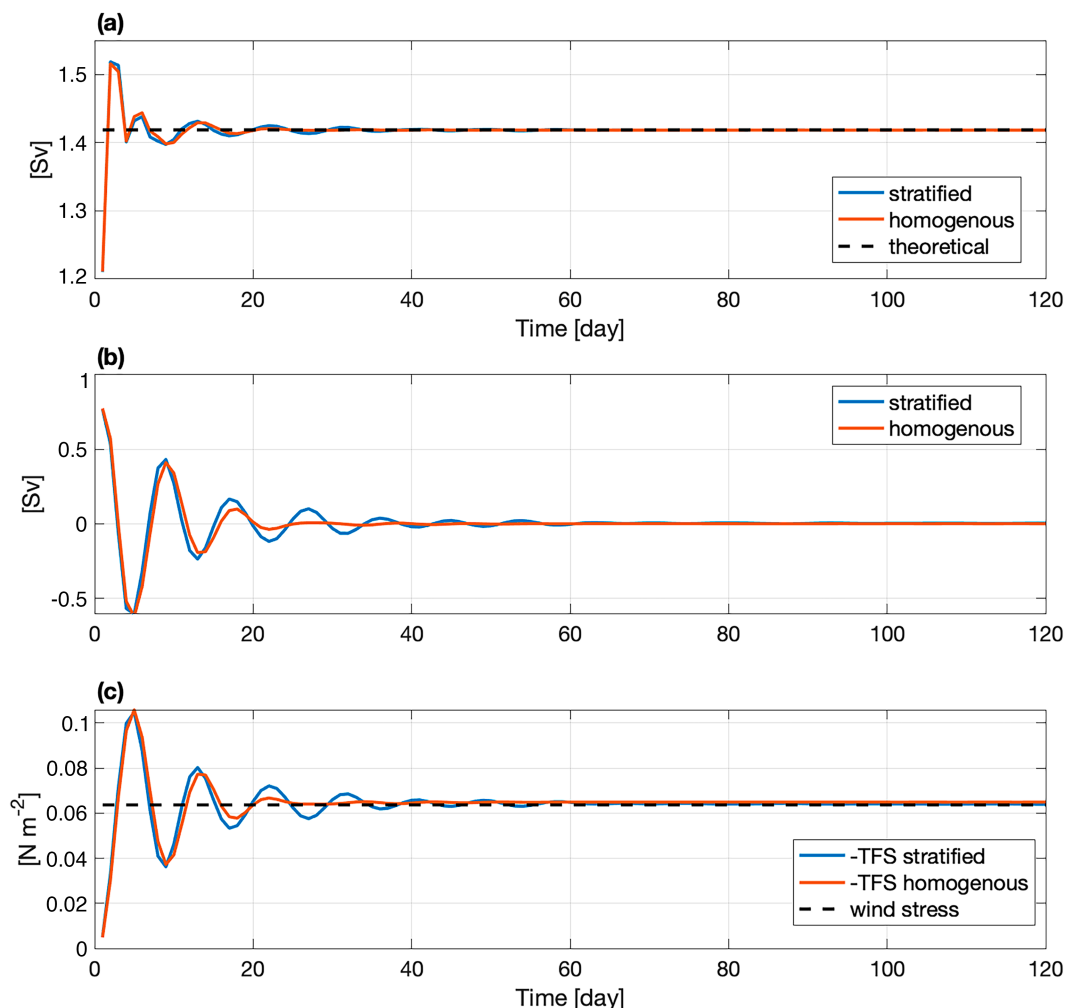 (a)
1.5
1.4
1.3
1.2
[Sv]
stratified
homogenous
theoretical
0 20 40 60 80 100 120
Time [day]
(b)
1
0.5
0
-0.5
[Sv]
stratified
homogenous
0 20 40 60 80 100 120
(c)
0.1
0.08
0.06
0.04
0.02
0
[N m⁻²]
-TFS stratified
-TFS homogenous
wind stress
0 20 40 60 80 100 120
Time [day]